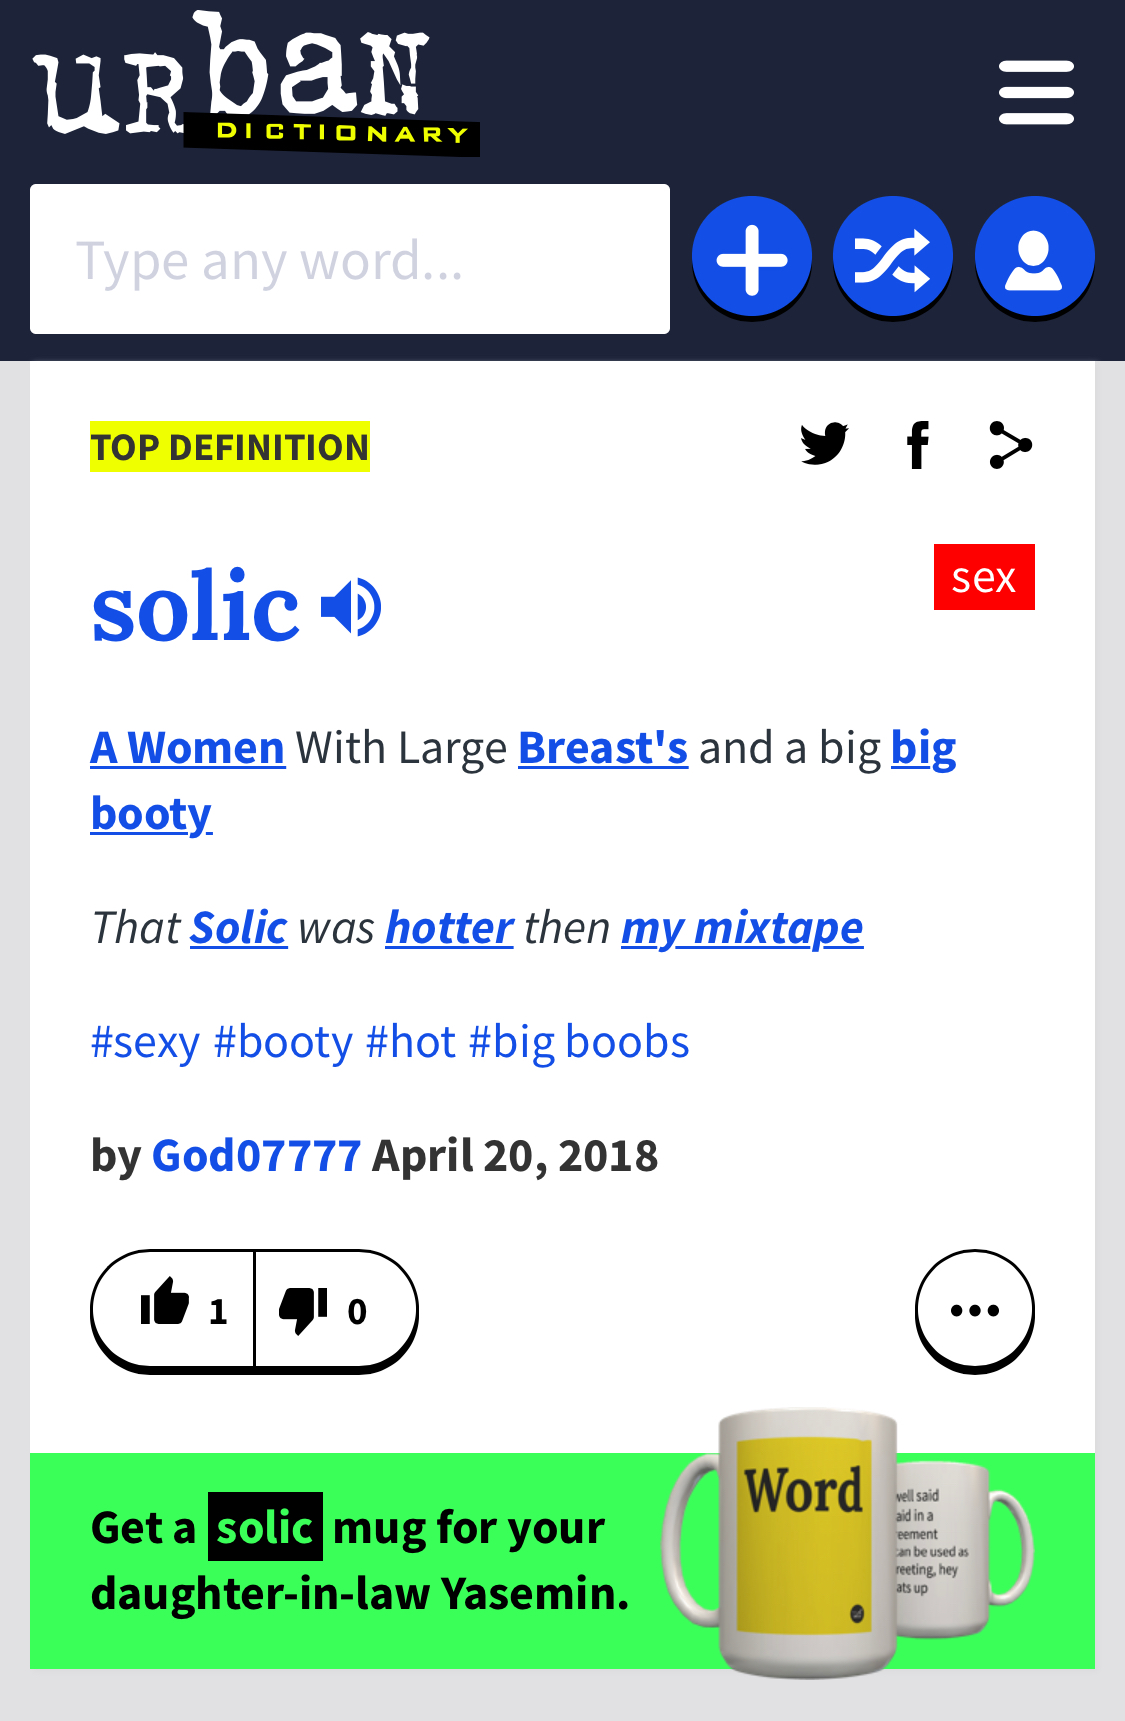 urban
DICTIONARY
Type any word...
TOP DEFINITION
solic
sex
A Women With Large Breast's and a big big
booty
That Solic was hotter then my mixtape
#sexy #booty #hot #big boobs
by God07777 April 20, 2018
1
0
Get a solic mug for your
daughter-in-law Yasemin.
Word
well said
aid in a
eement
can be used as
reeting, hey
ats up